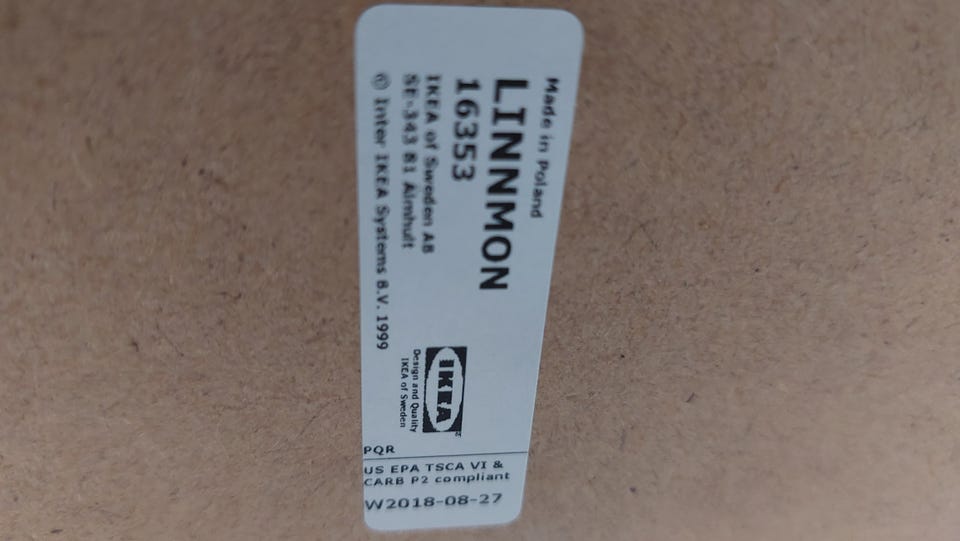 Made in Poland
LINNMON
16353
IKEA of Sweden AB
SE-343 81 Älmhult
© Inter IKEA Systems B.V. 1999
IKEA
Design and Quality
IKEA of Sweden
PQR
US EPA TSCA VI &
CARB P2 compliant
W2018-08-27